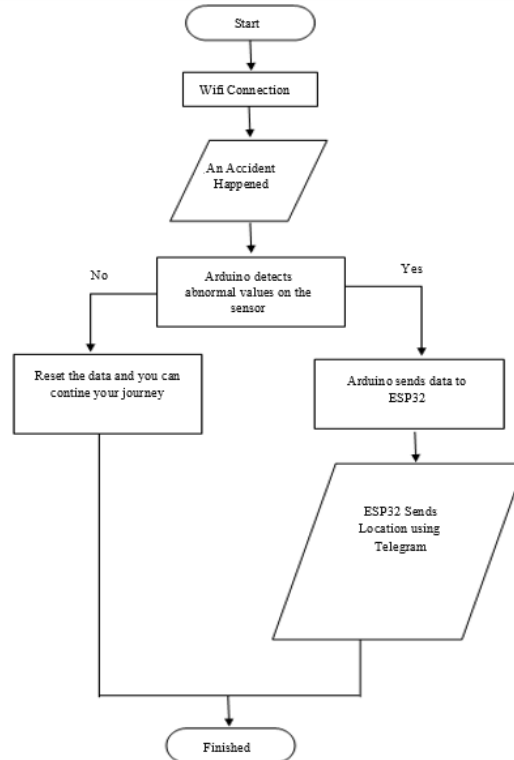 Start
Wifi Connection
.An Accident
Happened
No
Yes
Arduino detects
abnormal values on the
sensor
Reset the data and you can
contine your journey
Arduino sends data to
ESP32
ESP32 Sends
Location using
Telegram
Finished